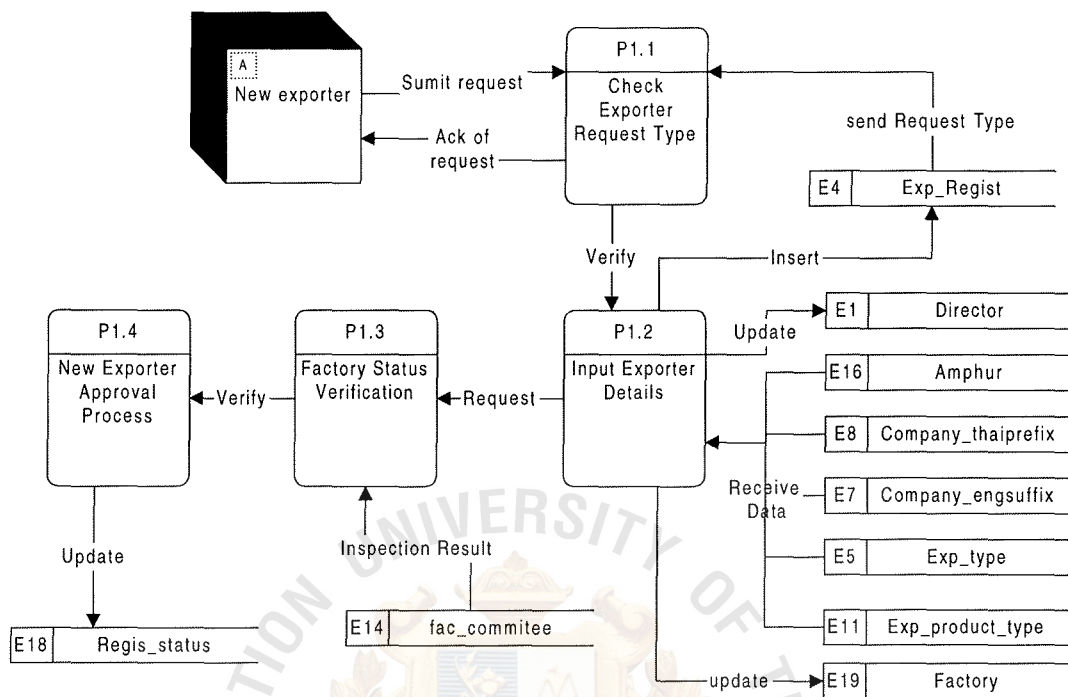 A
New exporter
Sumit request
Ack of
request
P1.1
Check
Exporter
Request Type
send Request Type
E4 Exp_Regist
Verify
Insert
P1.4
New Exporter
Approval
Process
Verify
P1.3
Factory Status
Verification
Request
P1.2
Input Exporter
Details
Update
E1 Director
E16 Amphur
E8 Company_thaiprefix
Receive
Data
E7 Company_engsuffix
E5 Exp_type
E11 Exp_product_type
update
E19 Factory
Update
Inspection Result
E18 Regis_status
E14 fac_commitee
UNIVERSITY OF